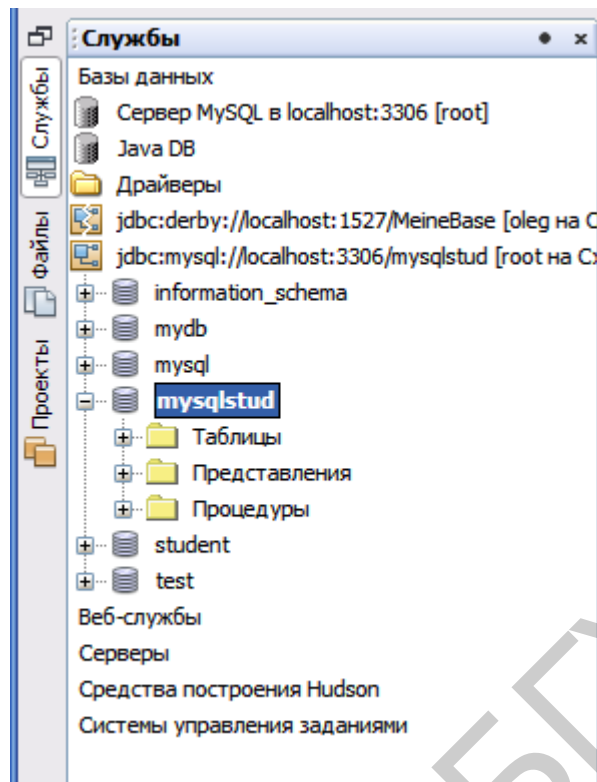 Службы
Файлы
Проекты
Службы
Базы данных
Сервер MySQL в localhost:3306 [root]
Java DB
Драйверы
jdbc:derby://localhost:1527/MeineBase [oleg на
jdbc:mysql://localhost:3306/mysqlstud [root на
information_schema
mydb
mysql
mysqlstud
Таблицы
Представления
Процедуры
student
test
Веб-службы
Серверы
Средства построения Hudson
Системы управления заданиями